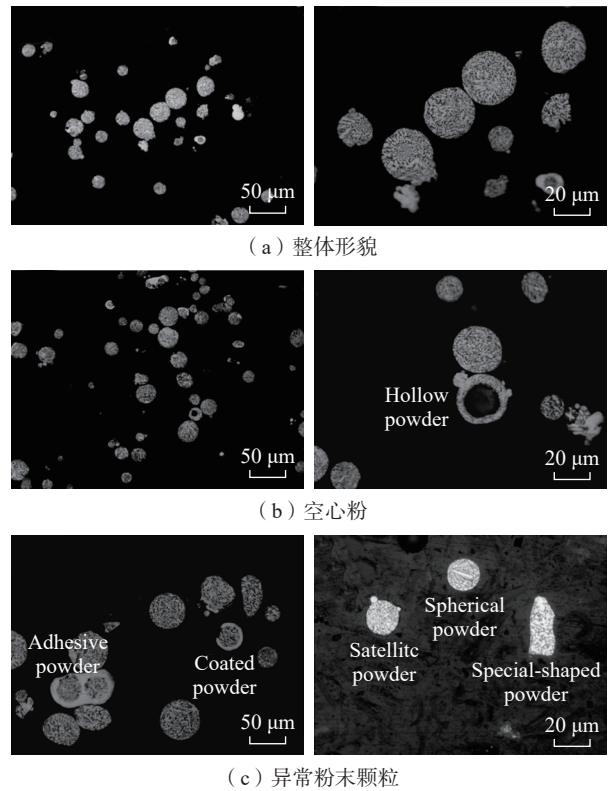 50 μm
20 μm
（a）整体形貌
Hollow
powder
50 μm
20 μm
（b）空心粉
Adhesive
powder
Coated
powder
50 μm
Spherical
powder
Satellitc
powder
Special-shaped
powder
20 μm
（c）异常粉末颗粒